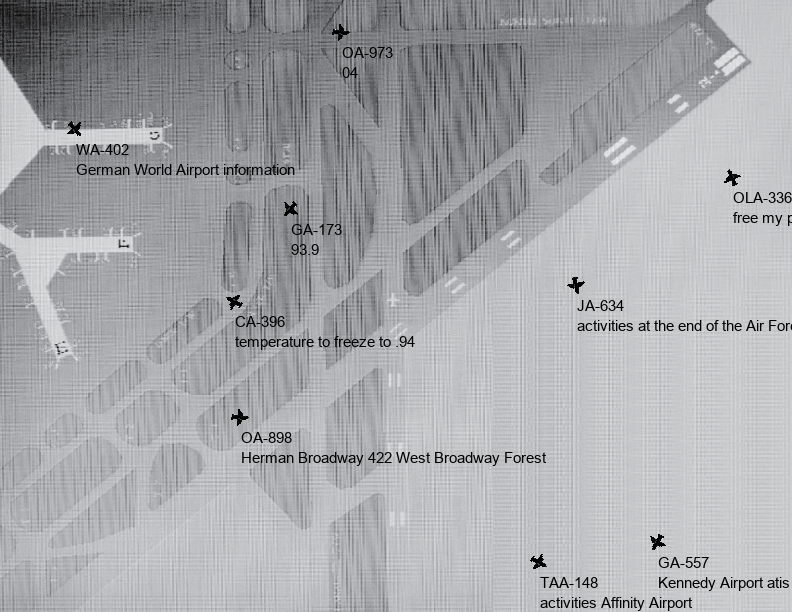 OA-973
04
WA-402
German World Airport information
OLA-336
free my
GA-173
93.9
JA-634
activities at the end of the Air
CA-396
temperature to freeze to .94
OA-898
Herman Broadway 422 West Broadway Forest
GA-557
Kennedy Airport atis
TAA-148
activities Affinity Airport